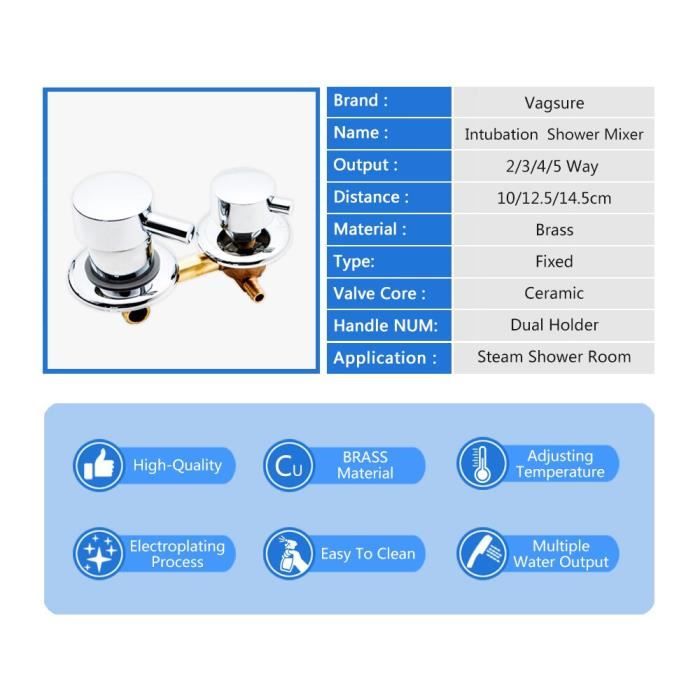 Brand : Vagsure
Name : Intubation Shower Mixer
Output : 2/3/4/5 Way
Distance : 10/12.5/14.5cm
Material : Brass
Type: Fixed
Valve Core : Ceramic
Handle NUM: Dual Holder
Application : Steam Shower Room
High-Quality
Cu
BRASS
Material
Adjusting
Temperature
Electroplating
Process
Easy To Clean
Multiple
Water Output